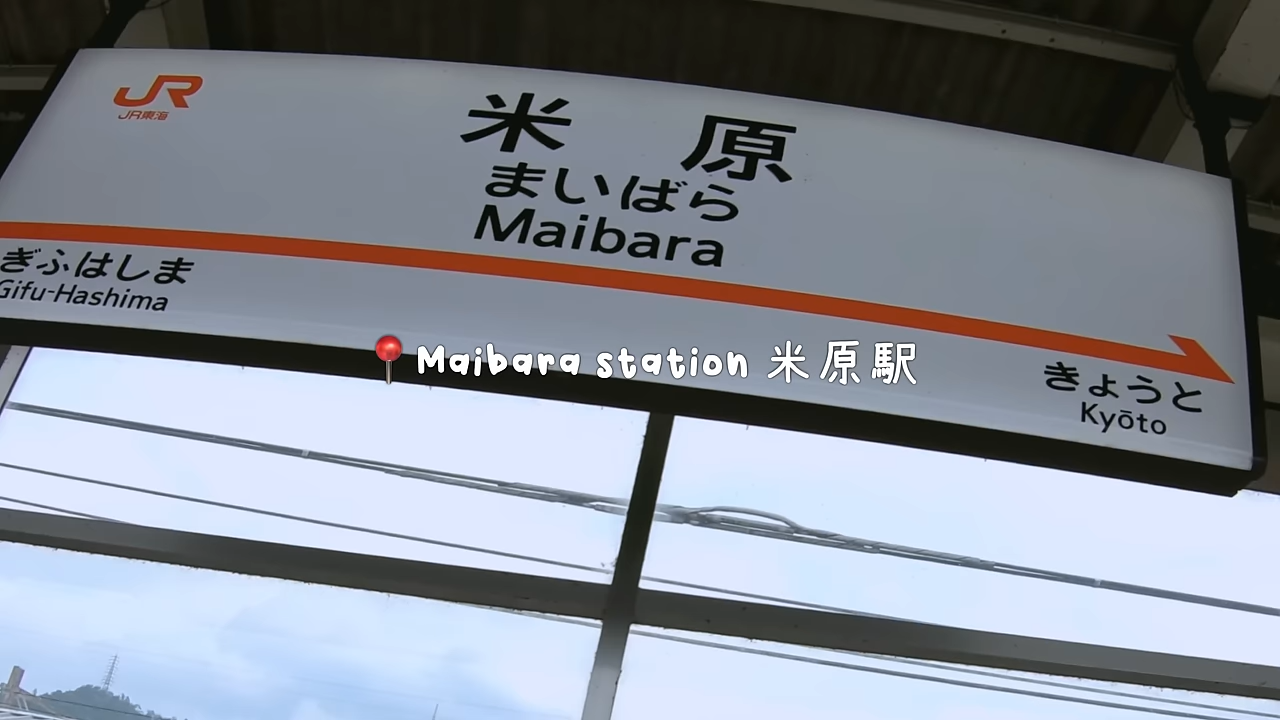 JR
JR東海
米原
まいばら
Maibara
ぎふはしま
Gifu-Hashima
きょうと
Kyōto
Maibara station 米原駅